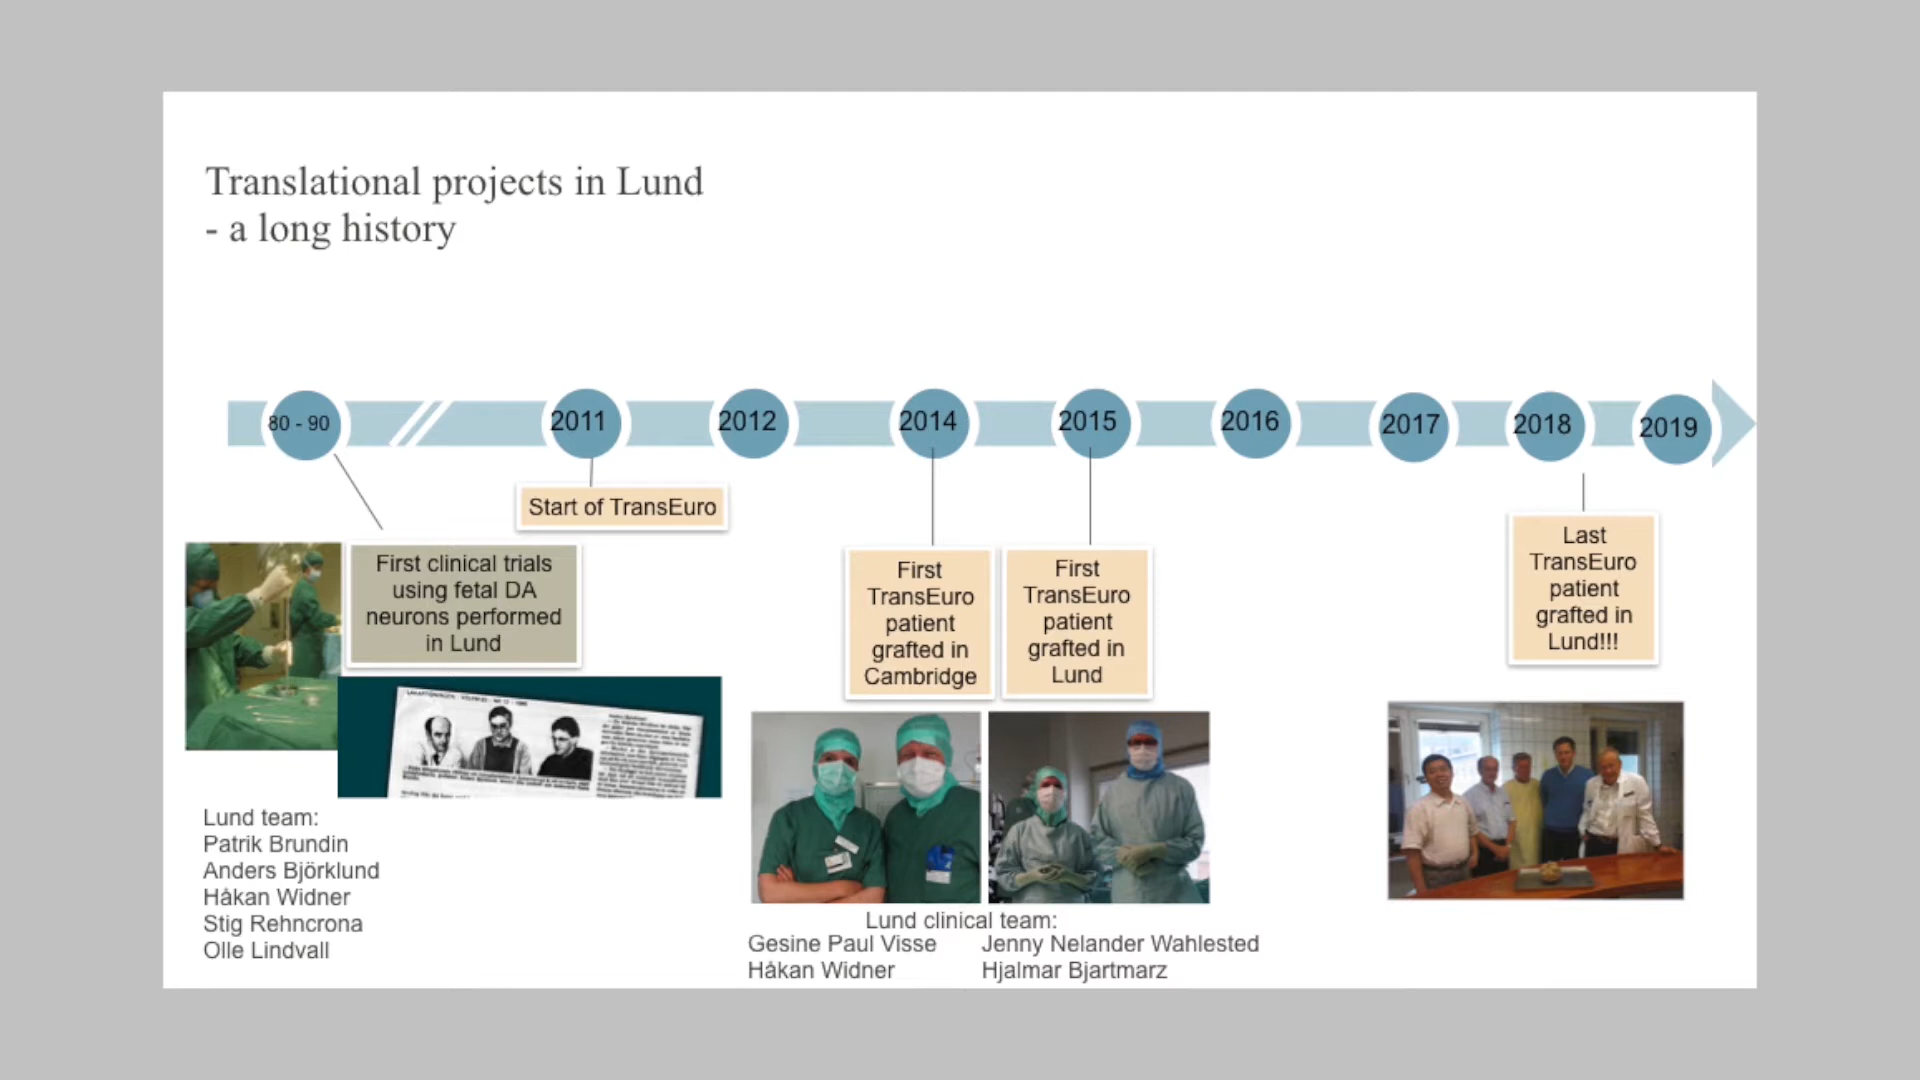 Translational projects in Lund
- a long history
80 - 90
2011
2012
2014
2015
2016
2017
2018
2019
Start of TransEuro
First clinical trials
using fetal DA
neurons performed
in Lund
First
TransEuro
patient
grafted in
Cambridge
First
TransEuro
patient
grafted in
Lund
Last
TransEuro
patient
grafted in
Lund!!!
Lund team:
Patrik Brundin
Anders Björklund
Håkan Widner
Stig Rehncrona
Olle Lindvall
Lund clinical team:
Gesine Paul Visse
Håkan Widner
Jenny Nelander Wahlested
Hjalmar Bjartmarz